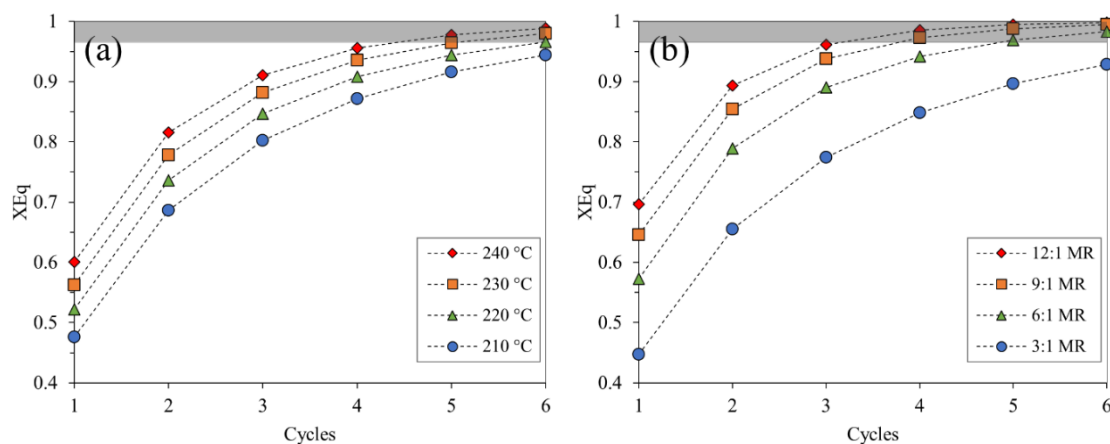 (a)
XEq
1
0.9
0.8
0.7
0.6
0.5
0.4
1 2 3 4 5 6
Cycles
240 °C
230 °C
220 °C
210 °C
(b)
XEq
1
0.9
0.8
0.7
0.6
0.5
0.4
1 2 3 4 5 6
Cycles
12:1 MR
9:1 MR
6:1 MR
3:1 MR